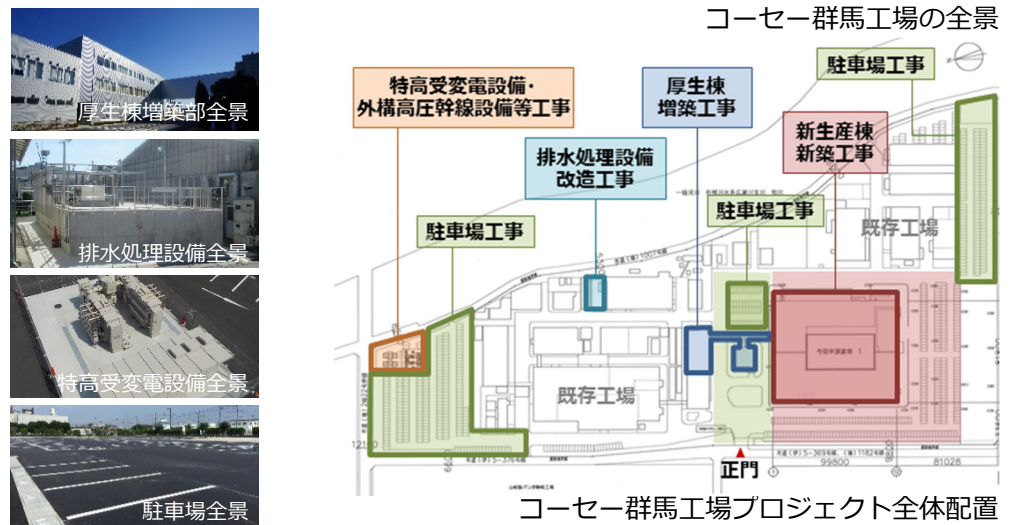 コーセー群馬工場の全景
厚生棟増築部全景
排水処理設備全景
特高受変電設備全景
駐車場全景
駐車場工事
特高受変電設備・
外構高圧幹線設備等工事
厚生棟
増築工事
新生産棟
新築工事
排水処理設備
改造工事
駐車場工事
駐車場工事
既存工場
既存工場
正門
99800
81028
コーセー群馬工場プロジェクト全体配置